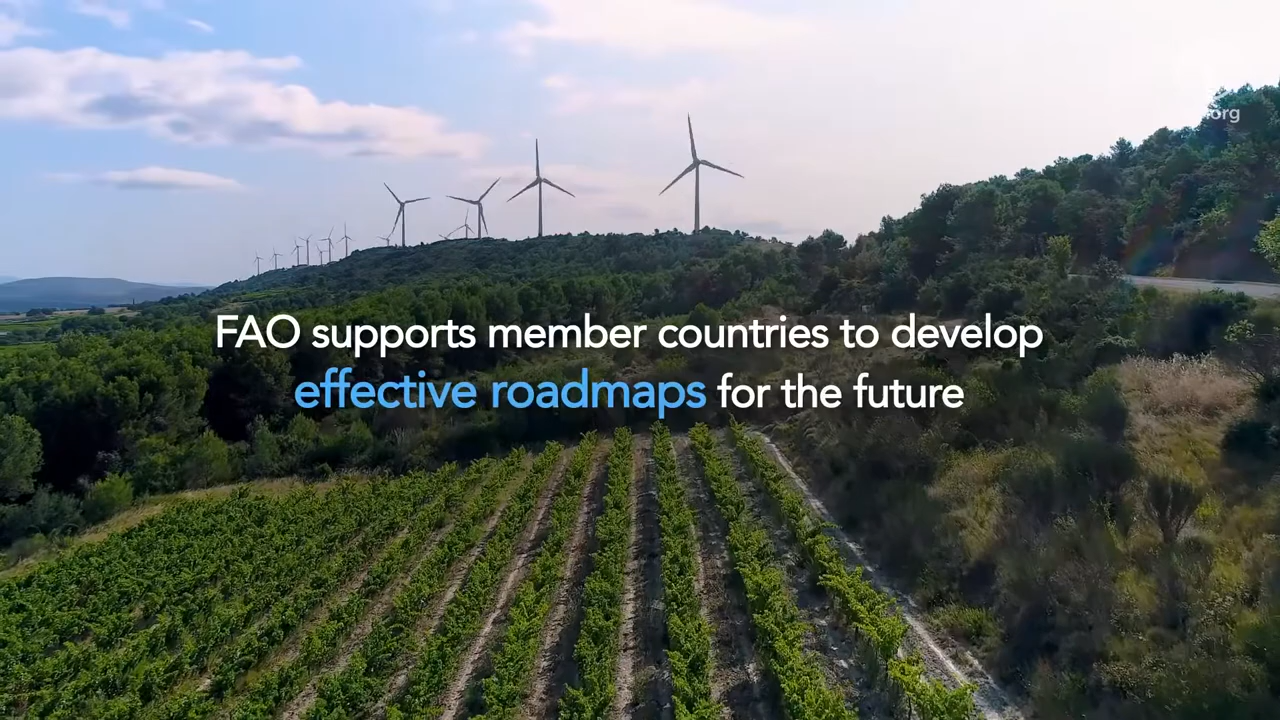 FAO supports member countries to develop
effective roadmaps for the future